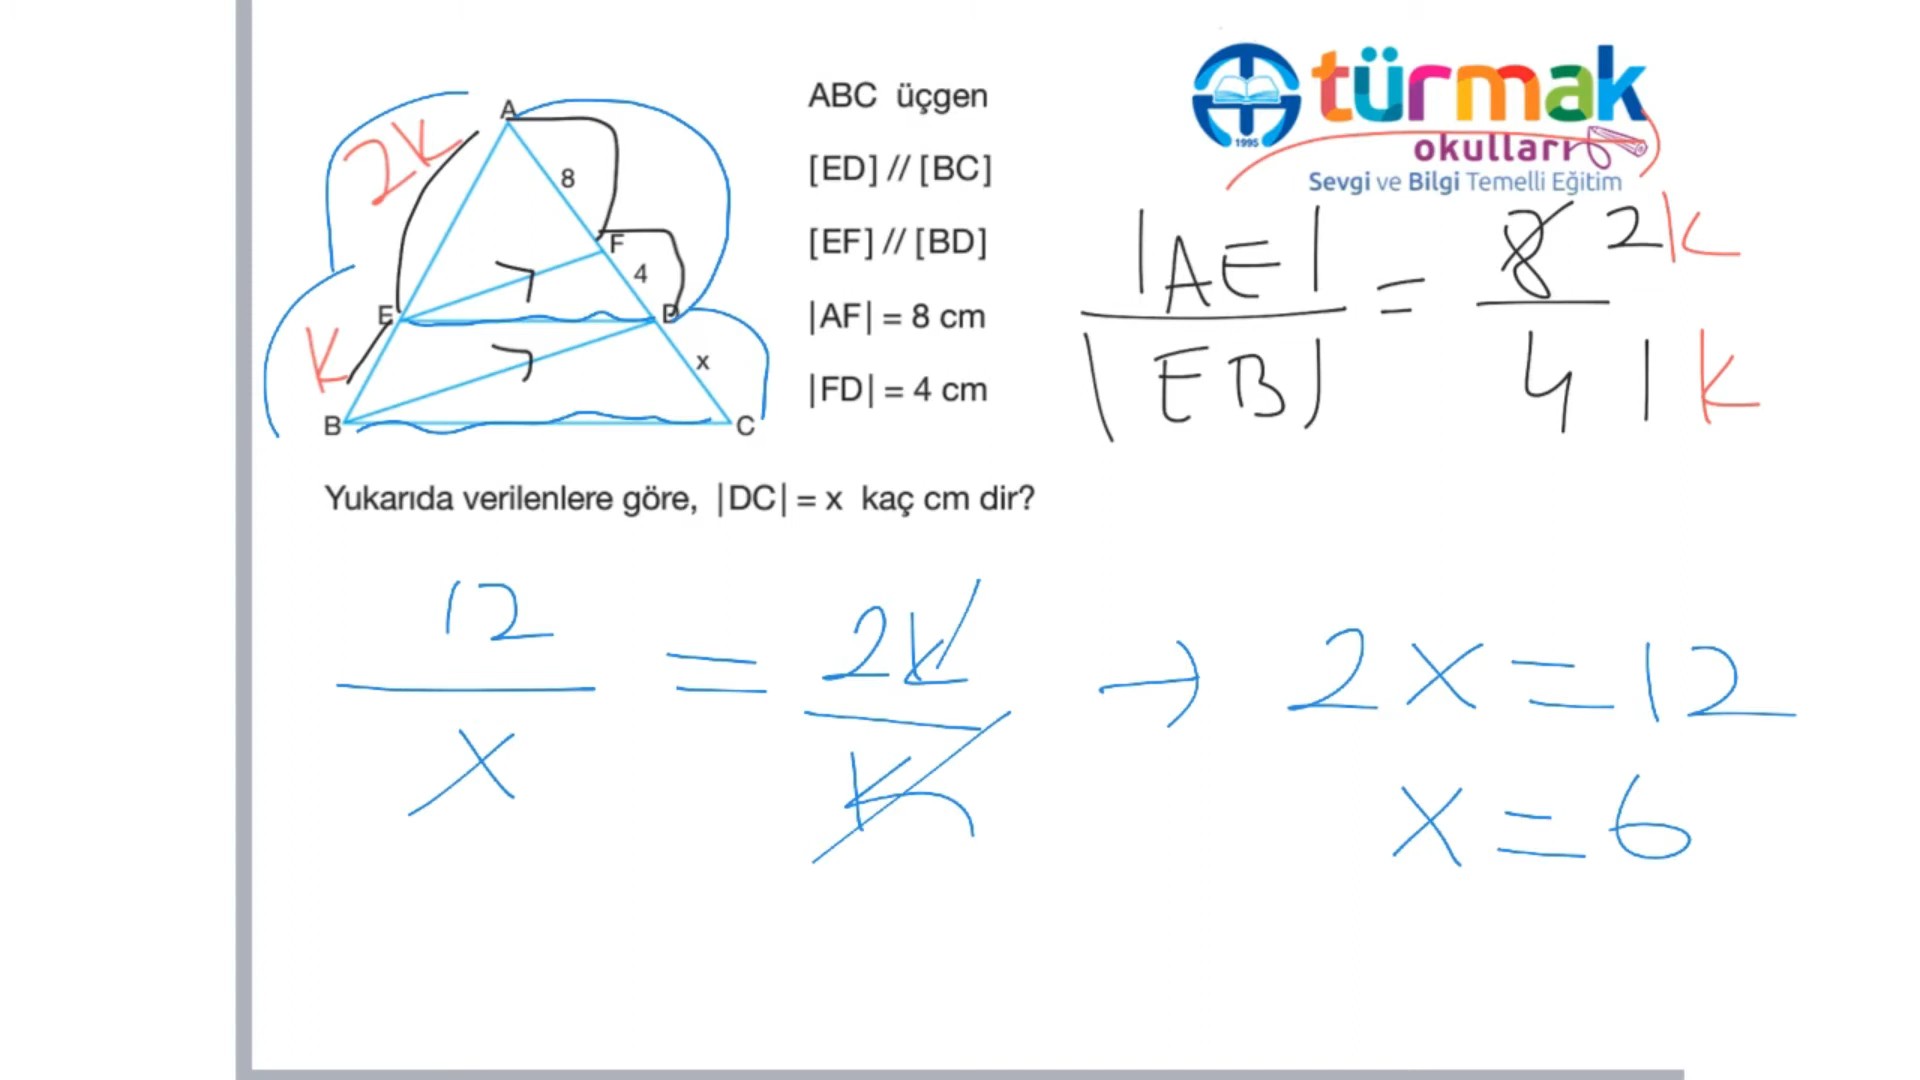 türmak
okulları
1995
Sevgi ve Bilgi Temelli Eğitim
ABC üçgen
[ED] // [BC]
[EF] // [BD]
|AF| = 8 cm
|FD| = 4 cm
A
8
F
4
E
D
x
B
C
2k
k
|AE| / |EB| = 8 2k / 4 1k
Yukarıda verilenlere göre, |DC| = x kaç cm dir?
12 / x = 2k / k → 2x = 12
x = 6